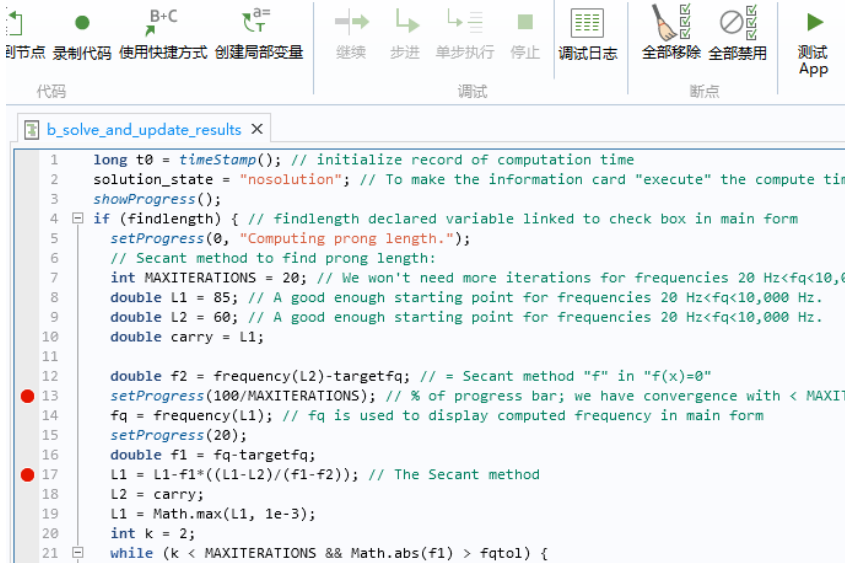 B+C
a=
到节点 录制代码 使用快捷方式 创建局部变量 继续 步进 单步执行 停止 调试日志 全部移除 全部禁用 测试
App
代码 调试 断点
b_solve_and_update_results
1 long t0 = timeStamp(); // initialize record of computation time
2 solution_state = "nosolution"; // To make the information card "execute" the compute
3 showProgress();
4 if (findlength) { // findlength declared variable linked to check box in main form
5 setProgress(0, "Computing prong length.");
6 // Secant method to find prong length:
7 int MAXITERATIONS = 20; // We won't need more iterations for frequencies 20 Hz<fq<10,
8 double L1 = 85; // A good enough starting point for frequencies 20 Hz<fq<10,000 Hz.
9 double L2 = 60; // A good enough starting point for frequencies 20 Hz<fq<10,000 Hz.
10 double carry = L1;
11
12 double f2 = frequency(L2)-targetfq; // = Secant method "f" in "f(x)=0"
13 setProgress(100/MAXITERATIONS); // % of progress bar; we have convergence with < MAXIT
14 fq = frequency(L1); // fq is used to display computed frequency in main form
15 setProgress(20);
16 double f1 = fq-targetfq;
17 L1 = L1-f1*((L1-L2)/(f1-f2)); // The Secant method
18 L2 = carry;
19 L1 = Math.max(L1, 1e-3);
20 int k = 2;
21 while (k < MAXITERATIONS && Math.abs(f1) > fqtol) {